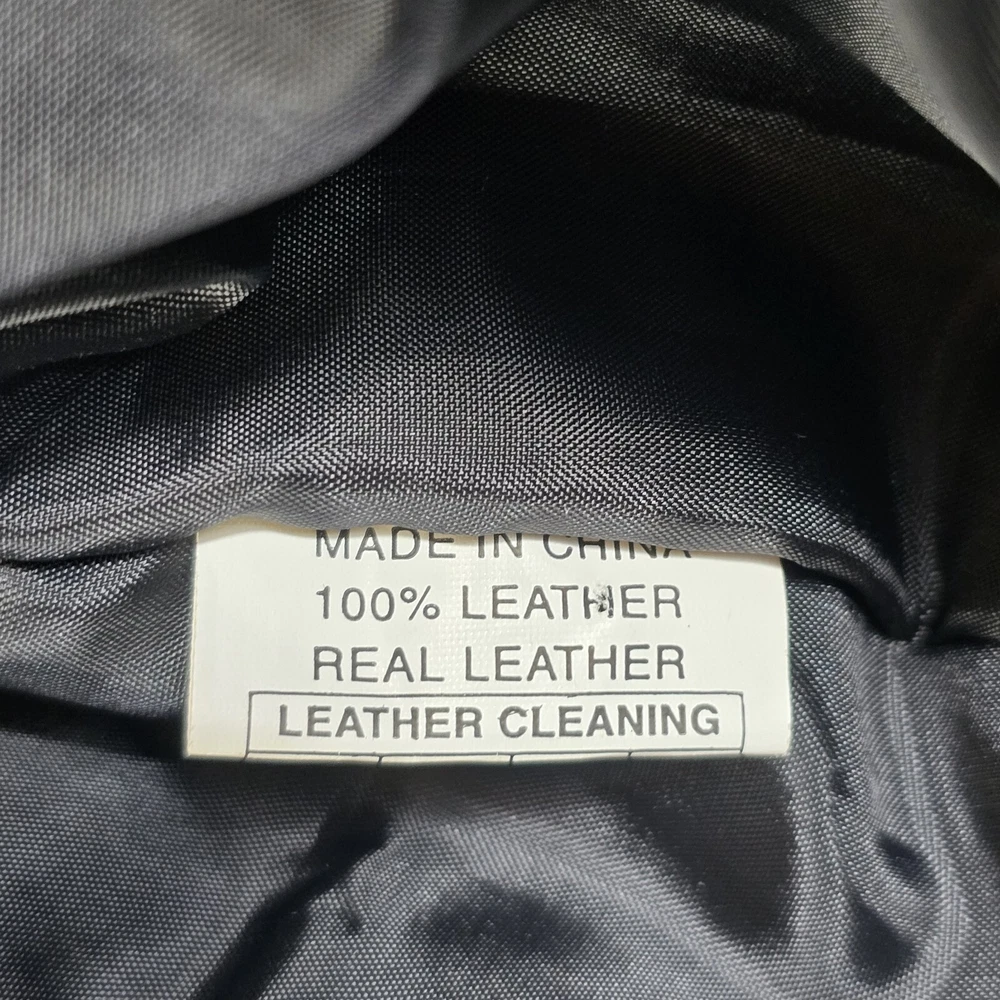 MADE IN CHINA
100% LEATHER
REAL LEATHER
LEATHER CLEANING